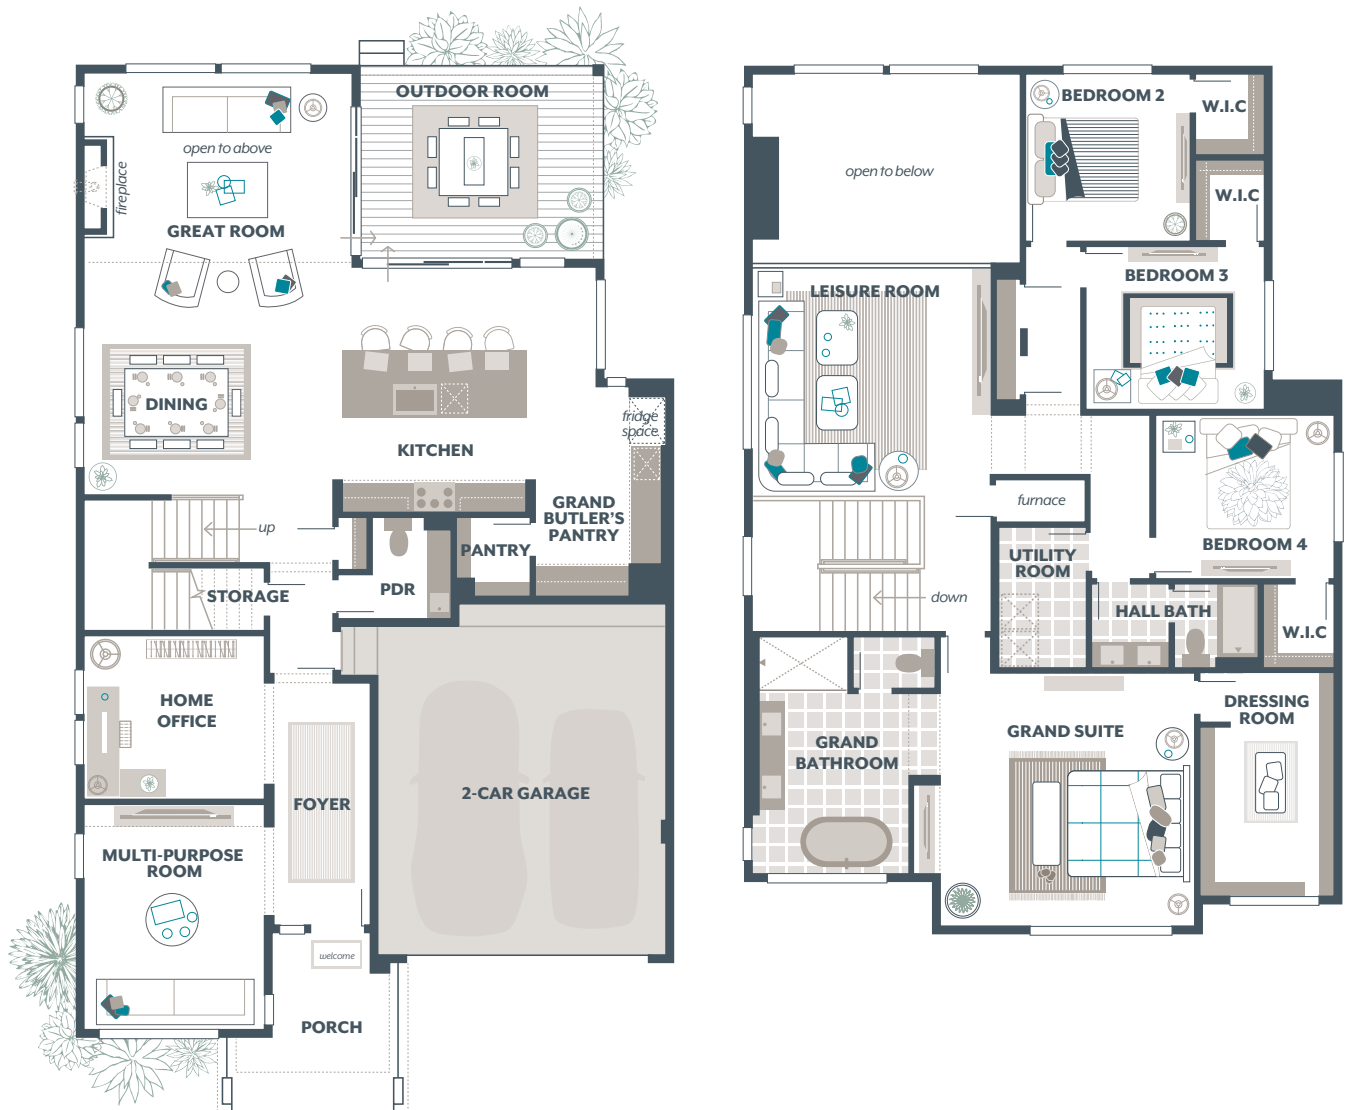 OUTDOOR ROOM
open to above
fireplace
GREAT ROOM
DINING
KITCHEN
fridge
space
GRAND
BUTLER'S
PANTRY
up
PANTRY
PDR
STORAGE
HOME
OFFICE
FOYER
2-CAR GARAGE
MULTI-PURPOSE
ROOM
welcome
PORCH
BEDROOM 2
W.I.C
open to below
W.I.C
BEDROOM 3
LEISURE ROOM
furnace
BEDROOM 4
UTILITY
ROOM
down
HALL BATH
W.I.C
DRESSING
ROOM
GRAND SUITE
GRAND
BATHROOM